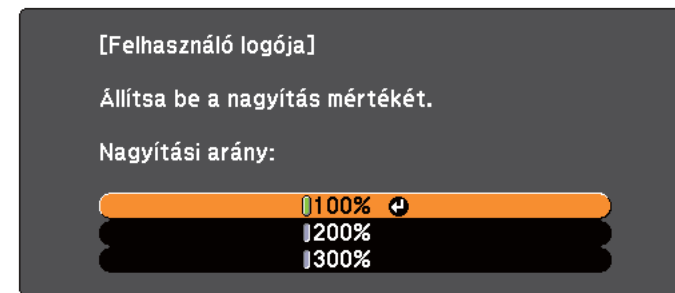 [Felhasználó logója]
Állítsa be a nagyítás mértékét.
Nagyítási arány:
100%
200%
300%